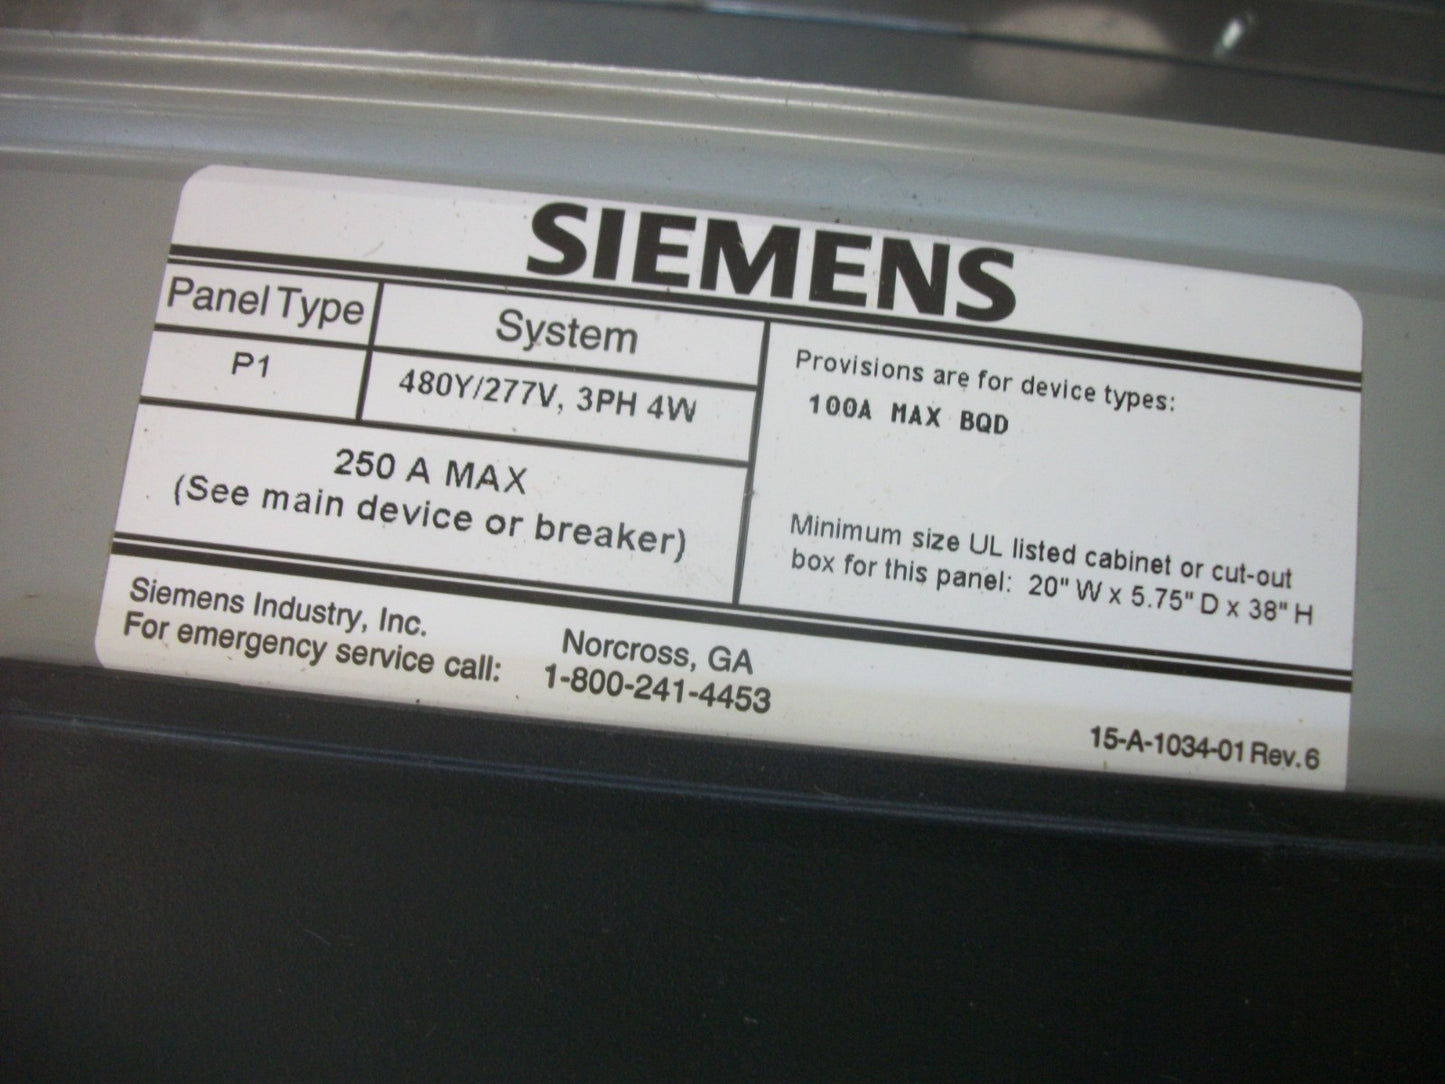 SIEMENS
Panel Type
System
P1
480Y/277V, 3PH 4W
250 A MAX
(See main device or breaker)
Provisions are for device types:
100A MAX BQD
Minimum size UL listed cabinet or cut-out
box for this panel: 20" W x 5.75" D x 38" H
Siemens Industry, Inc.
Norcross, GA
For emergency service call:
1-800-241-4453
15-A-1034-01 Rev.6